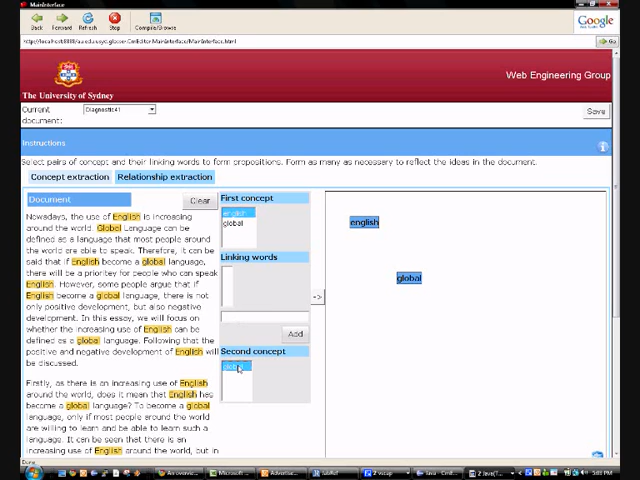 MainInterface
Back Forward Refresh Stop Compile/Browse
Google
Go
The University of Sydney
Web Engineering Group
Current document:
Diagnostic41
Save
Instructions
Select pairs of concept and their linking words to form propositions. Form as many as necessary to reflect the ideas in the document.
Concept extraction Relationship extraction
Document
Clear
Nowadays, the use of English is increasing
around the world. Global Language can be
defined as a language that most people around
the world are able to speak. Therefore, it can be
said that if English become a global language,
there will be a prioritey for people who can speak
English. However, some people argue that if
English become a global language, there is not
only positive development, but also negative
development. In this essay, we will focus on
whether the increasing use of English can be
defined as a global language. Following that the
positive and negative development of English will
be discussed.
Firstly, as there is an increasing use of English
around the world, does it mean that English has
become a global language? To become a global
language, only if most people around the world
are willing to learn and be able to learn such a
language. It can be seen that there is an
increasing use of English around the world, but in
First concept
english
global
Linking words
Add
Second concept
global
->
english
global
Done